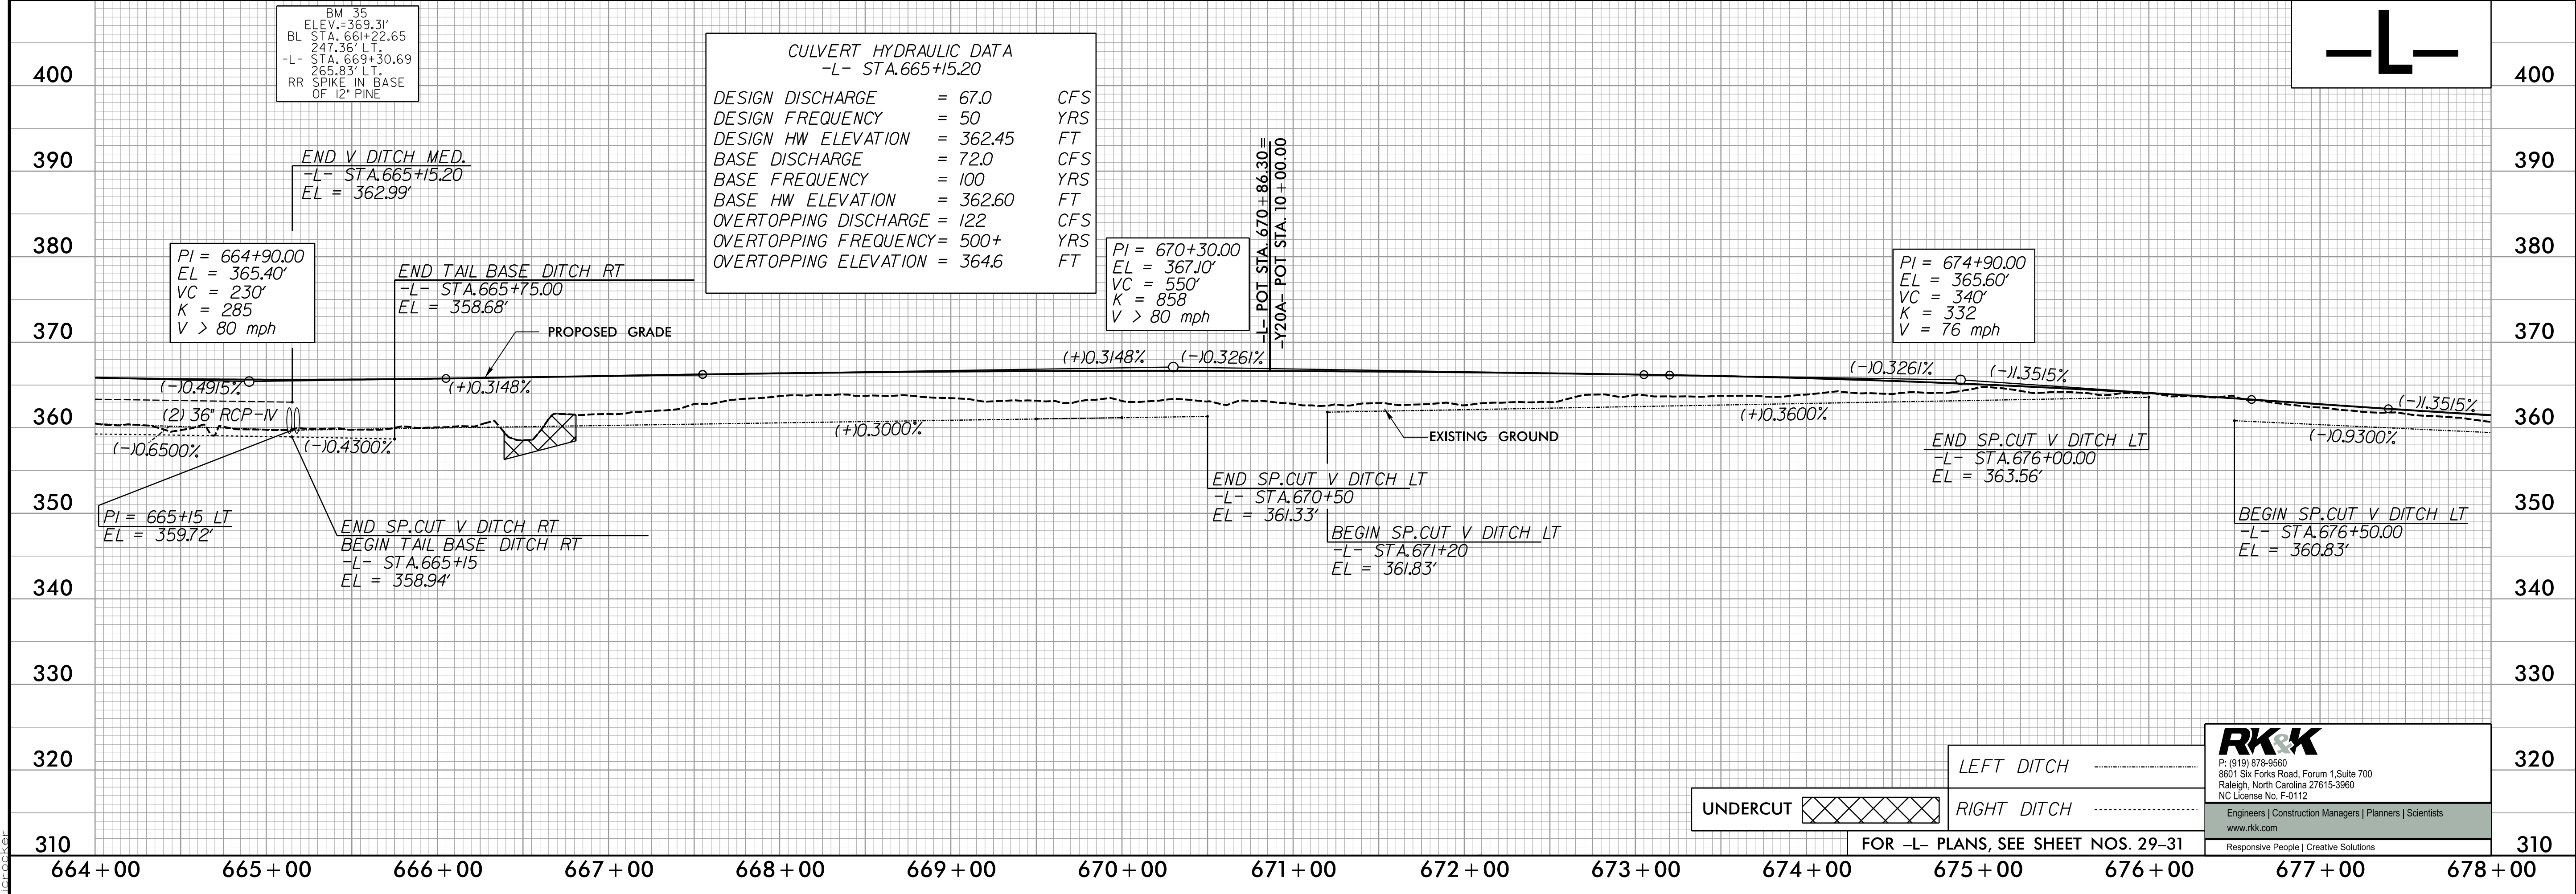 BM 35
ELEV.=369.31'
BL STA. 661+22.65
247.36' LT.
-L- STA. 669+30.69
265.83' LT.
RR SPIKE IN BASE
OF 12" PINE
CULVERT HYDRAULIC DATA
-L- STA.665+15.20
DESIGN DISCHARGE = 67.0 CFS
DESIGN FREQUENCY = 50 YRS
DESIGN HW ELEVATION = 362.45 FT
BASE DISCHARGE = 72.0 CFS
BASE FREQUENCY = 100 YRS
BASE HW ELEVATION = 362.60 FT
OVERTOPPING DISCHARGE = 122 CFS
OVERTOPPING FREQUENCY = 500+ YRS
OVERTOPPING ELEVATION = 364.6 FT
-L-
400
390
380
370
360
350
340
330
320
310
400
390
380
370
360
350
340
330
320
310
END V DITCH MED.
-L- STA.665+15.20
EL = 362.99'
PI = 664+90.00
EL = 365.40'
VC = 230'
K = 285
V > 80 mph
END TAIL BASE DITCH RT
-L- STA.665+75.00
EL = 358.68'
PROPOSED GRADE
PI = 670+30.00
EL = 367.10'
VC = 550'
K = 858
V > 80 mph
-L- POT STA. 670+86.30=
-Y20A- POT STA. 10+00.00
PI = 674+90.00
EL = 365.60'
VC = 340'
K = 332
V = 76 mph
(-)0.4915%
(+)0.3148%
(+)0.3148%
(-)0.3261%
(-)0.3261%
(-)1.3515%
(-)1.3515%
(2) 36" RCP-IV
(-)0.6500%
(-)0.4300%
(+)0.3000%
(+)0.3600%
(-)0.9300%
EXISTING GROUND
PI = 665+15 LT
EL = 359.72'
END SP.CUT V DITCH RT
BEGIN TAIL BASE DITCH RT
-L- STA.665+15
EL = 358.94'
END SP.CUT V DITCH LT
-L- STA.670+50
EL = 361.33'
BEGIN SP.CUT V DITCH LT
-L- STA.671+20
EL = 361.83'
END SP.CUT V DITCH LT
-L- STA.676+00.00
EL = 363.56'
BEGIN SP.CUT V DITCH LT
-L- STA.676+50.00
EL = 360.83'
UNDERCUT
LEFT DITCH
RIGHT DITCH
FOR -L- PLANS, SEE SHEET NOS. 29-31
RK&K
P: (919) 878-9560
8601 Six Forks Road, Forum 1,Suite 700
Raleigh, North Carolina 27615-3960
NC License No. F-0112
Engineers | Construction Managers | Planners | Scientists
www.rkk.com
Responsive People | Creative Solutions
664+00 665+00 666+00 667+00 668+00 669+00 670+00 671+00 672+00 673+00 674+00 675+00 676+00 677+00 678+00